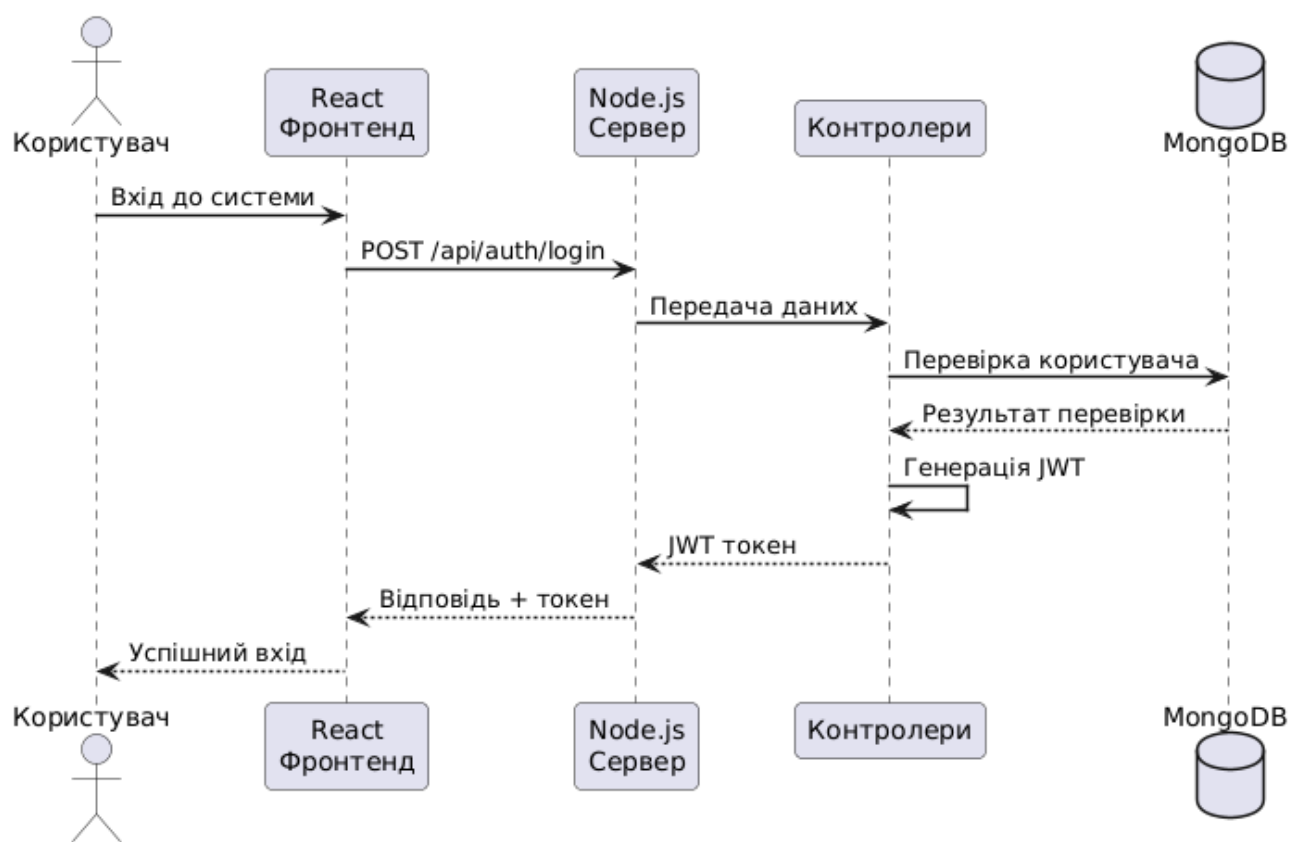 Користувач
React
Фронтенд
Node.js
Сервер
Контролери
MongoDB
Вхід до системи
POST /api/auth/login
Передача даних
Перевірка користувача
Результат перевірки
Генерація JWT
JWT токен
Відповідь + токен
Успішний вхід
Користувач
React
Фронтенд
Node.js
Сервер
Контролери
MongoDB